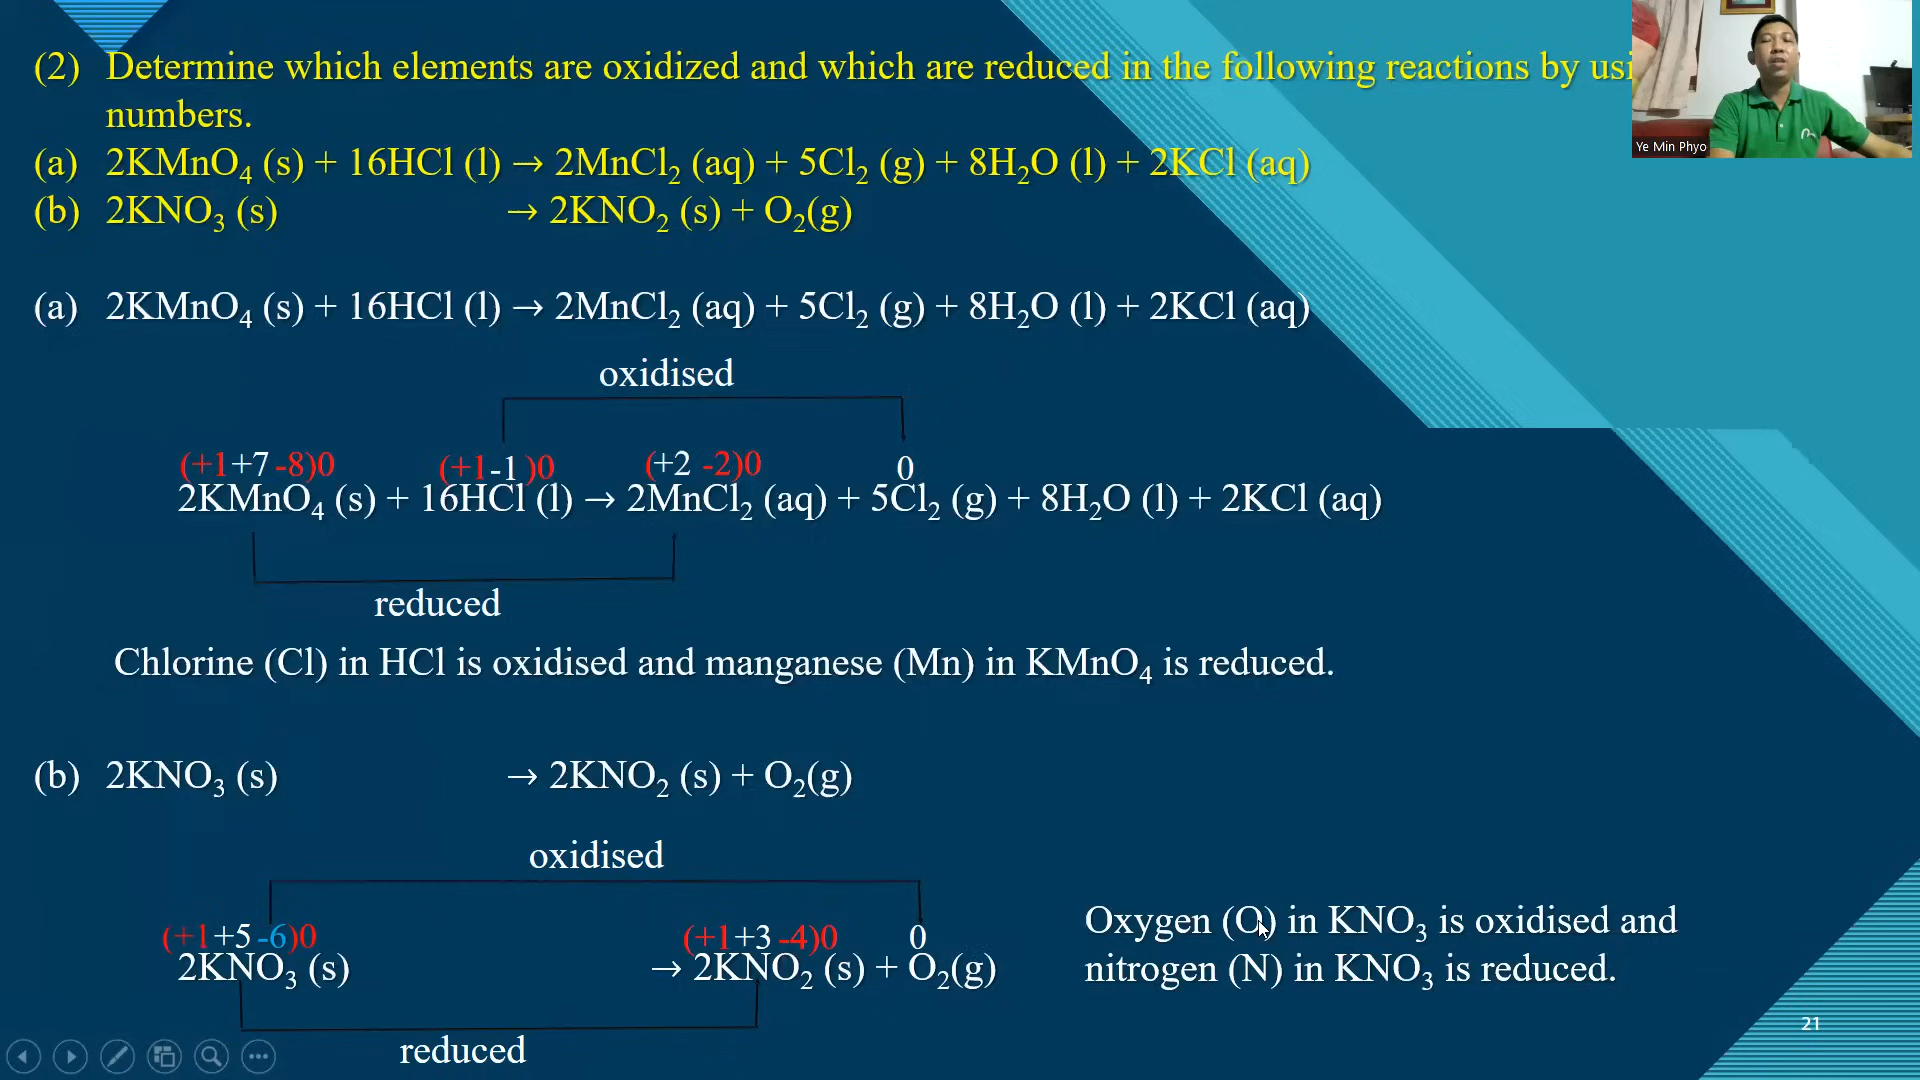 (2) Determine which elements are oxidized and which are reduced in the following reactions by
numbers.
(a) 2KMnO₄ (s) + 16HCl (l) → 2MnCl₂ (aq) + 5Cl₂ (g) + 8H₂O (l) + 2KCl (aq)
(b) 2KNO₃ (s) → 2KNO₂ (s) + O₂(g)
Ye Min Phyo
(a) 2KMnO₄ (s) + 16HCl (l) → 2MnCl₂ (aq) + 5Cl₂ (g) + 8H₂O (l) + 2KCl (aq)
oxidised
(+1+7 -8)0 (+1-1 )0 (+2 -2)0 0
2KMnO₄ (s) + 16HCl (l) → 2MnCl₂ (aq) + 5Cl₂ (g) + 8H₂O (l) + 2KCl (aq)
reduced
Chlorine (Cl) in HCl is oxidised and manganese (Mn) in KMnO₄ is reduced.
(b) 2KNO₃ (s) → 2KNO₂ (s) + O₂(g)
oxidised
(+1+5 -6)0 (+1+3 -4)0 0
2KNO₃ (s) → 2KNO₂ (s) + O₂(g)
reduced
Oxygen (O) in KNO₃ is oxidised and
nitrogen (N) in KNO₃ is reduced.
21